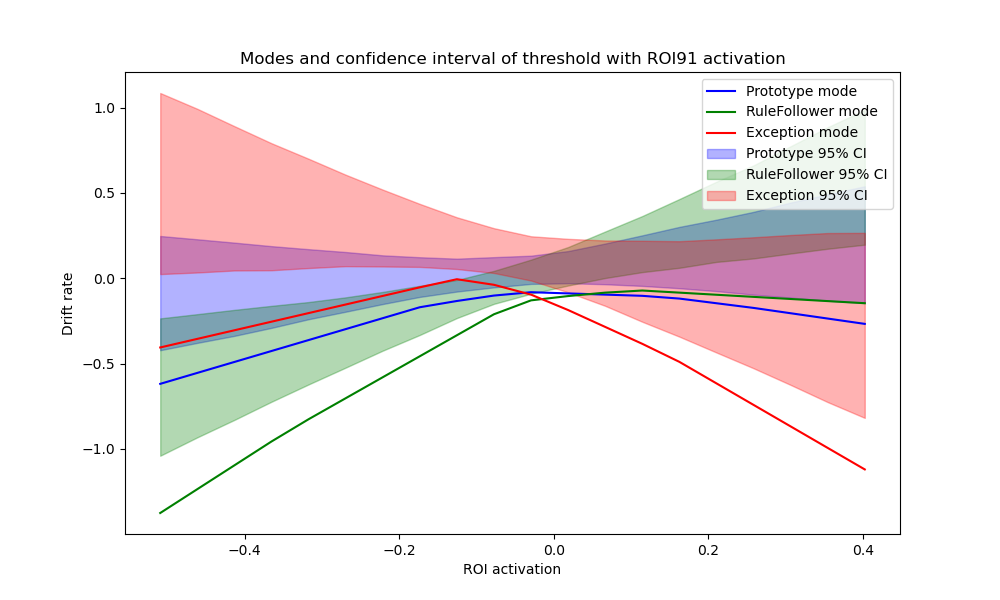 Modes and confidence interval of threshold with ROI91 activation
Prototype mode
RuleFollower mode
Exception mode
Prototype 95% CI
RuleFollower 95% CI
Exception 95% CI
1.0
0.5
0.0
−0.5
−1.0
Drift rate
−0.4
−0.2
0.0
0.2
0.4
ROI activation